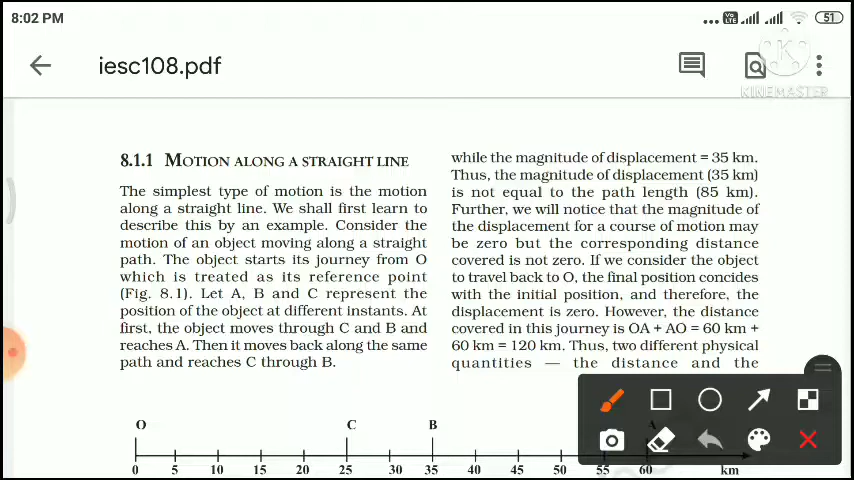 8:02 PM
51
iesc108.pdf
KINEMASTER
8.1.1 MOTION ALONG A STRAIGHT LINE
The simplest type of motion is the motion
along a straight line. We shall first learn to
describe this by an example. Consider the
motion of an object moving along a straight
path. The object starts its journey from O
which is treated as its reference point
(Fig. 8.1). Let A, B and C represent the
position of the object at different instants. At
first, the object moves through C and B and
reaches A. Then it moves back along the same
path and reaches C through B.
while the magnitude of displacement = 35 km.
Thus, the magnitude of displacement (35 km)
is not equal to the path length (85 km).
Further, we will notice that the magnitude of
the displacement for a course of motion may
be zero but the corresponding distance
covered is not zero. If we consider the object
to travel back to O, the final position concides
with the initial position, and therefore, the
displacement is zero. However, the distance
covered in this journey is OA + AO = 60 km +
60 km = 120 km. Thus, two different physical
quantities — the distance and the
O C B A
0 5 10 15 20 25 30 35 40 45 50 55 60 km